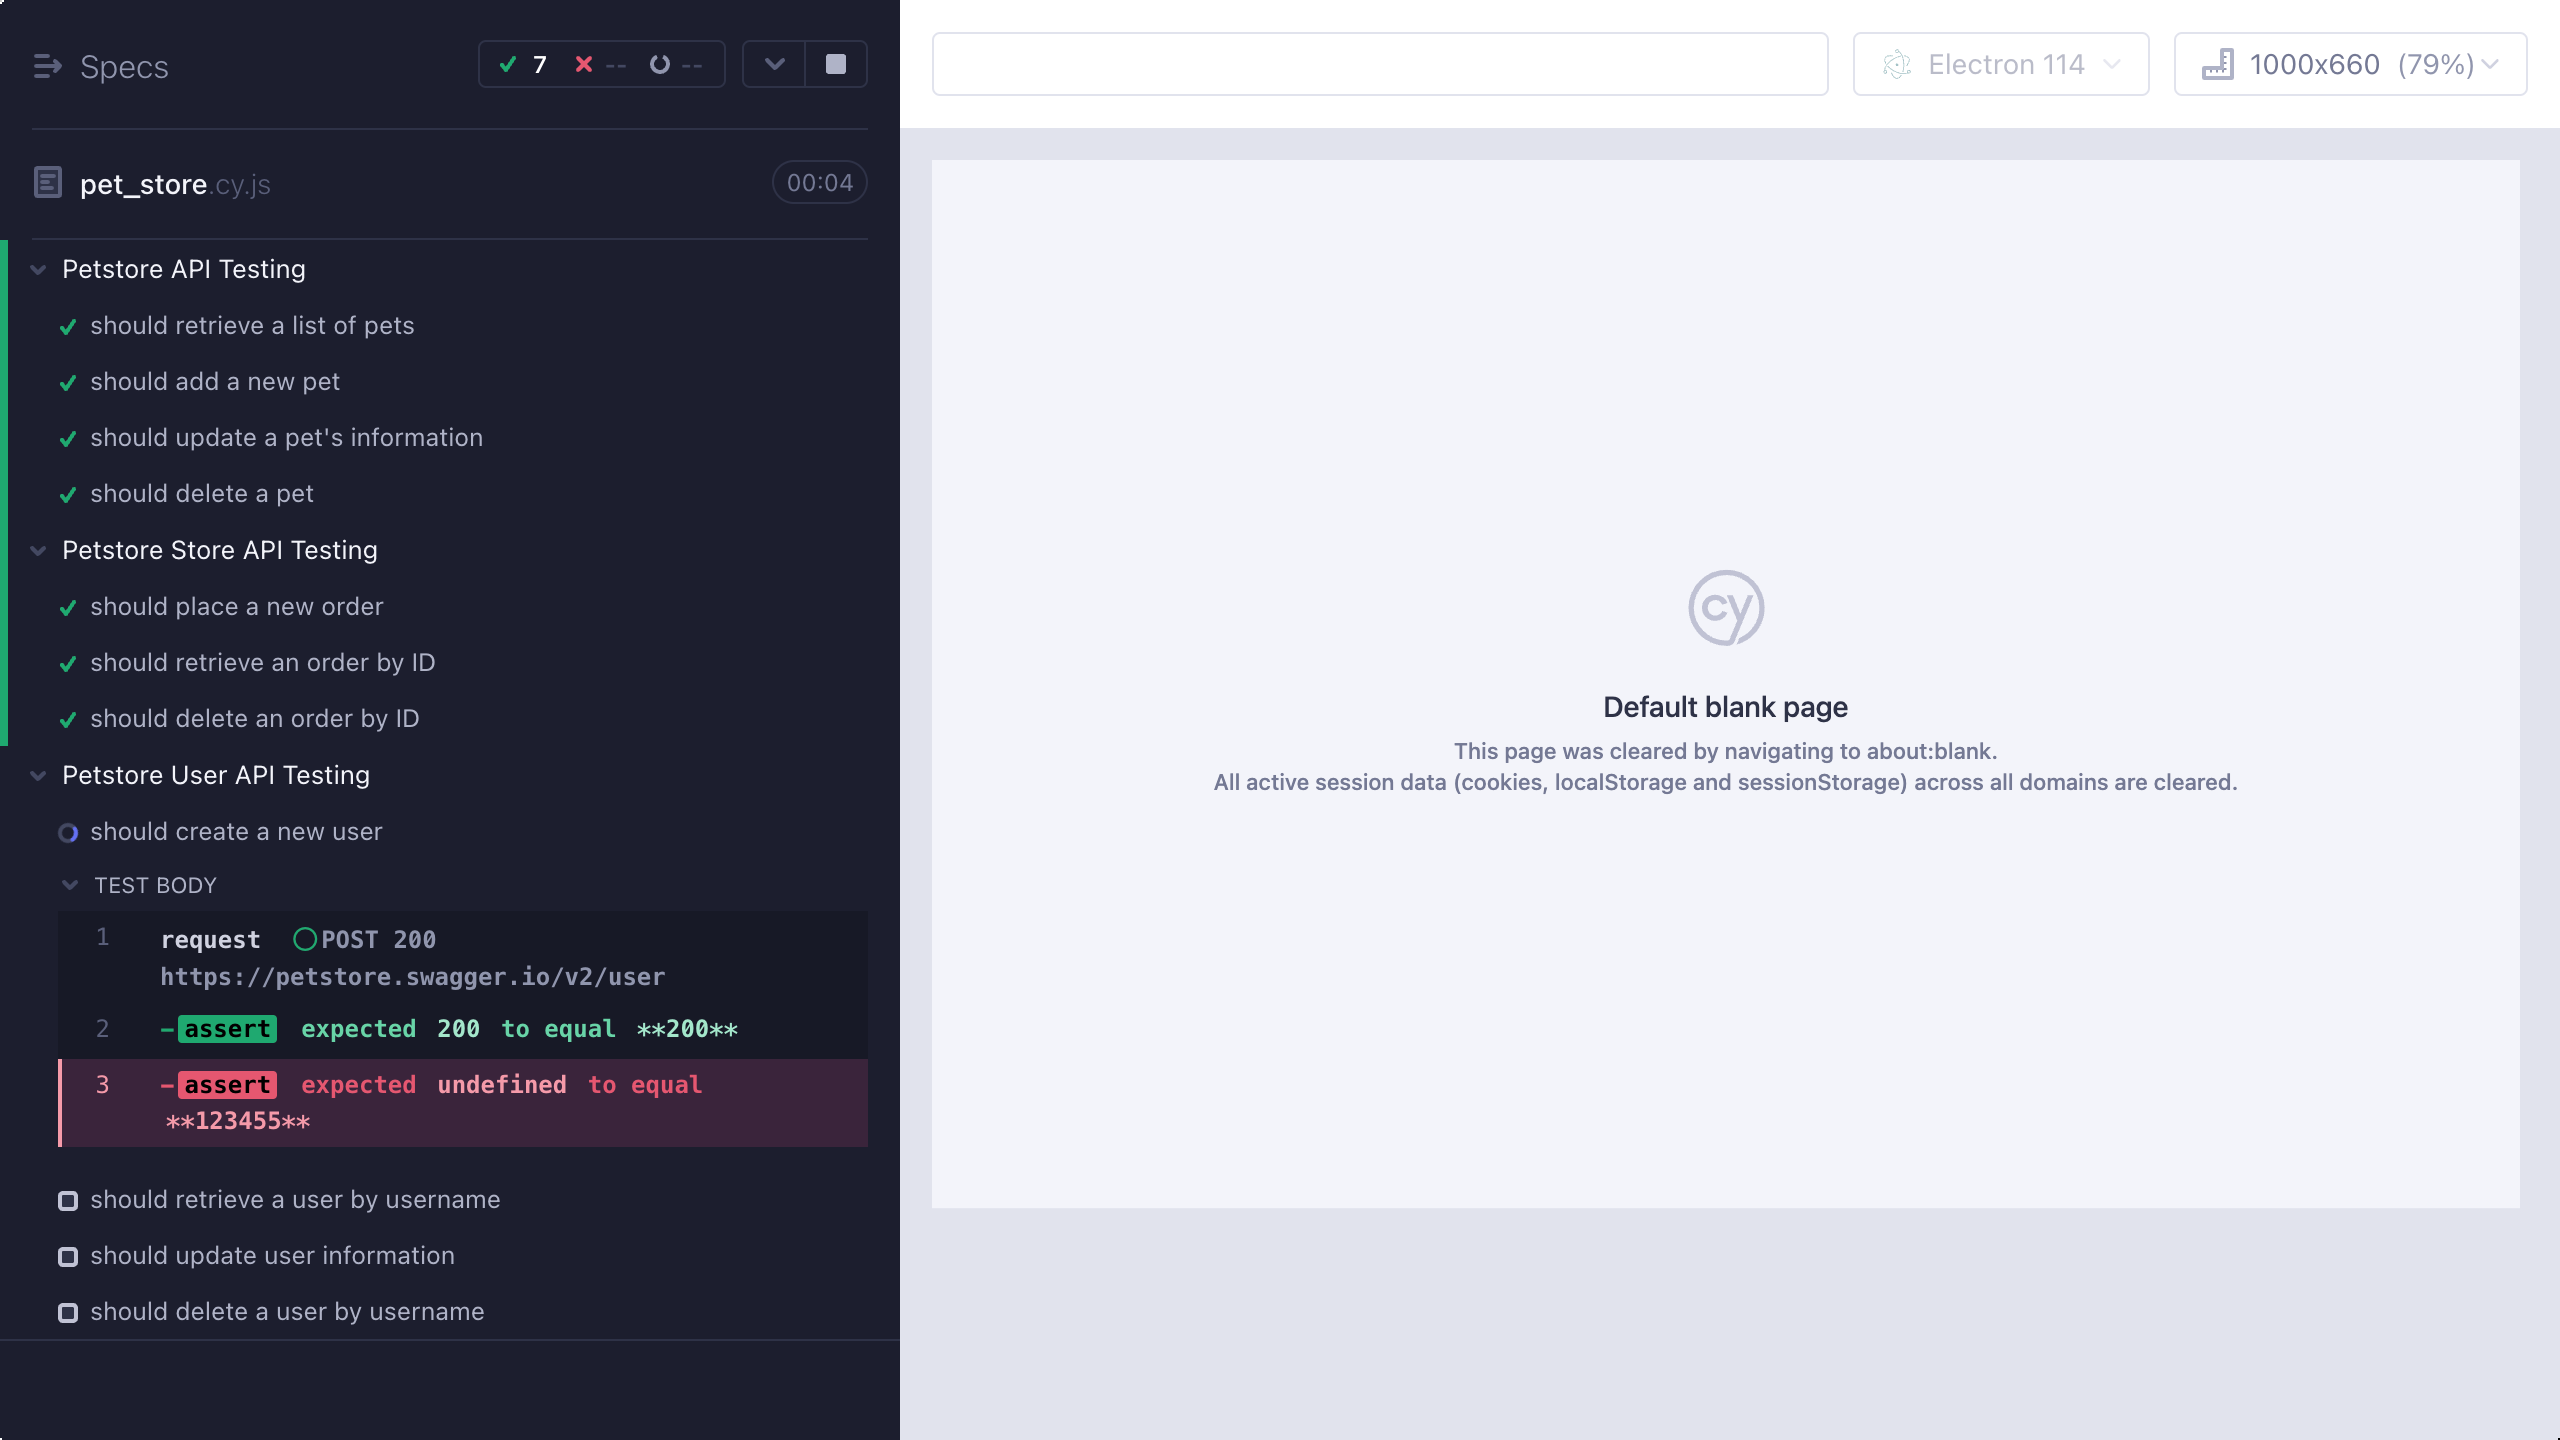 Specs
7 -- --
pet_store.cy.js 00:04
Petstore API Testing
should retrieve a list of pets
should add a new pet
should update a pet's information
should delete a pet
Petstore Store API Testing
should place a new order
should retrieve an order by ID
should delete an order by ID
Petstore User API Testing
should create a new user
TEST BODY
1 request POST 200
https://petstore.swagger.io/v2/user
2 -assert expected 200 to equal **200**
3 -assert expected undefined to equal
**123455**
should retrieve a user by username
should update user information
should delete a user by username
Electron 114
1000x660 (79%)
cy
Default blank page
This page was cleared by navigating to about:blank.
All active session data (cookies, localStorage and sessionStorage) across all domains are cleared.